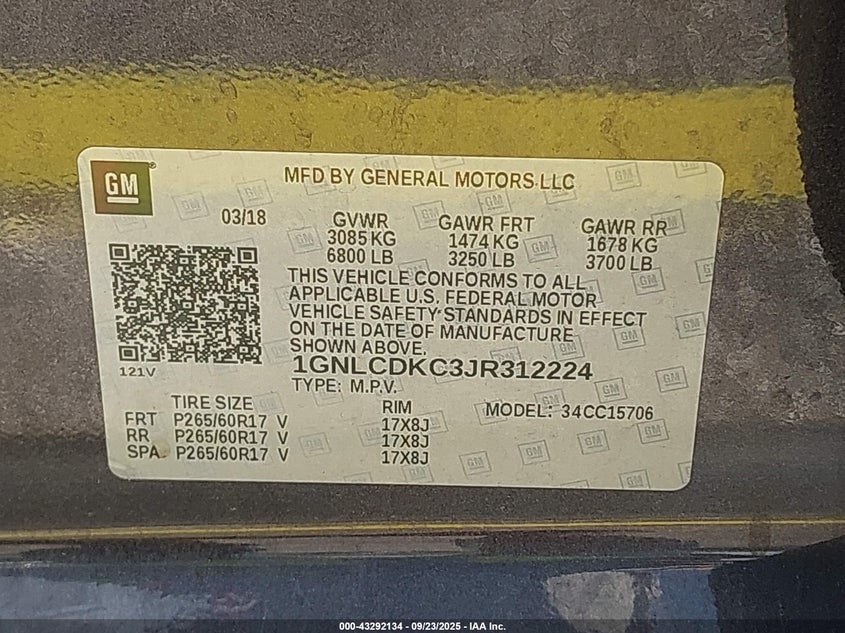 GM
®
MFD BY GENERAL MOTORS LLC
03/18
GVWR GAWR FRT GAWR RR
3085 KG 1474 KG 1678 KG
6800 LB 3250 LB 3700 LB
THIS VEHICLE CONFORMS TO ALL
APPLICABLE U.S. FEDERAL MOTOR
VEHICLE SAFETY STANDARDS IN EFFECT
ON THE DATE OF MANUFACTURE
SHOWN ABOVE.
121V
1GNLCDKC3JR312224
TYPE: M.P.V.
TIRE SIZE RIM MODEL: 34CC15706
FRT P265/60R17 V 17X8J
RR P265/60R17 V 17X8J
SPA P265/60R17 V 17X8J
000-43292134 - 09/23/2025 - IAA Inc.